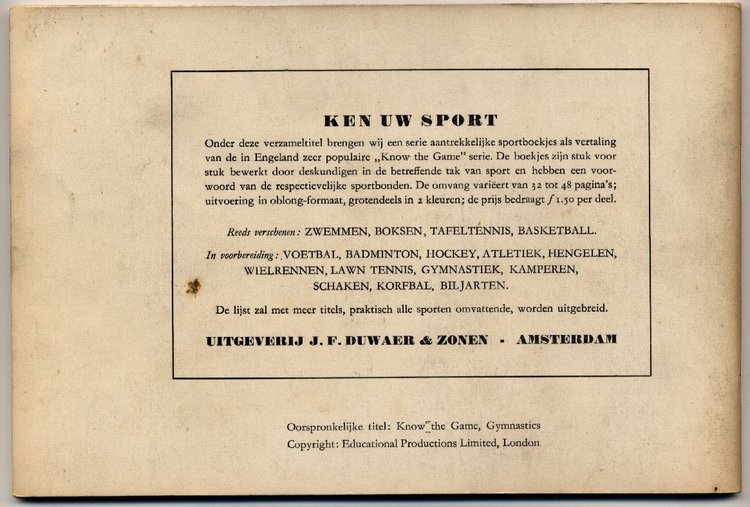 KEN UW SPORT
Onder deze verzameltitel brengen wij een serie aantrekkelijke sportboekjes als vertaling
van de in Engeland zeer populaire „Know the Game” serie. De boekjes zijn stuk voor
stuk bewerkt door deskundigen in de betreffende tak van sport en hebben een voor-
woord van de respectievelijke sportbonden. De omvang varieërt van 32 tot 48 pagina's;
uitvoering in oblong-formaat, grotendeels in 2 kleuren; de prijs bedraagt ƒ 1.50 per deel.
Reeds verschenen: ZWEMMEN, BOKSEN, TAFELTENNIS, BASKETBALL.
In voorbereiding: VOETBAL, BADMINTON, HOCKEY, ATLETIEK, HENGELEN,
WIELRENNEN, LAWN TENNIS, GYMNASTIEK, KAMPEREN,
SCHAKEN, KORFBAL, BILJARTEN.
De lijst zal met meer titels, praktisch alle sporten omvattende, worden uitgebreid.
UITGEVERIJ J. F. DUWAER & ZONEN - AMSTERDAM
Oorspronkelijke titel: Know the Game, Gymnastics
Copyright: Educational Productions Limited, London